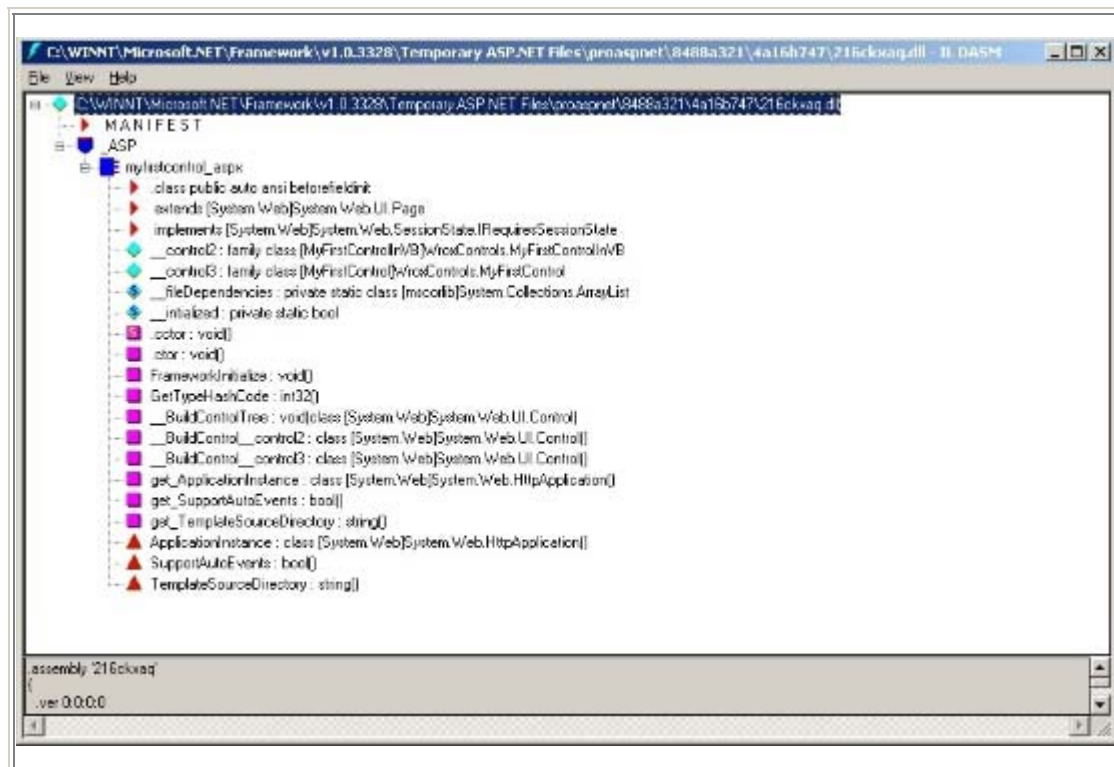 C:\WINNT\Microsoft.NET\Framework\v1.0.3328\Temporary ASP.NET Files\proaspnet\8488a321\4a16b747\216ckxaq.dll - IL DASM
File View Help
C:\WINNT\Microsoft.NET\Framework\v1.0.3328\Temporary ASP.NET Files\proaspnet\8488a321\4a16b747\216ckxaq.dll
MANIFEST
_ASP
myfirstcontrol_aspx
.class public auto ansi beforefieldinit
extends [System.Web]System.Web.UI.Page
implements [System.Web]System.Web.SessionState.IRequiresSessionState
__control2 : family class [MyFirstControlInVB]WroxControls.MyFirstControlInVB
__control3 : family class [MyFirstControl]WroxControls.MyFirstControl
__fileDependencies : private static class [mscorlib]System.Collections.ArrayList
__intialized : private static bool
.cctor : void()
.ctor : void()
FrameworkInitialize : void()
GetTypeHashCode : int32()
__BuildControlTree : void(class [System.Web]System.Web.UI.Control)
__BuildControl__control2 : class [System.Web]System.Web.UI.Control()
__BuildControl__control3 : class [System.Web]System.Web.UI.Control()
get_ApplicationInstance : class [System.Web]System.Web.HttpApplication()
get_SupportAutoEvents : bool()
get_TemplateSourceDirectory : string()
ApplicationInstance : class [System.Web]System.Web.HttpApplication()
SupportAutoEvents : bool()
TemplateSourceDirectory : string()
.assembly '216ckxaq'
{
.ver 0:0:0:0